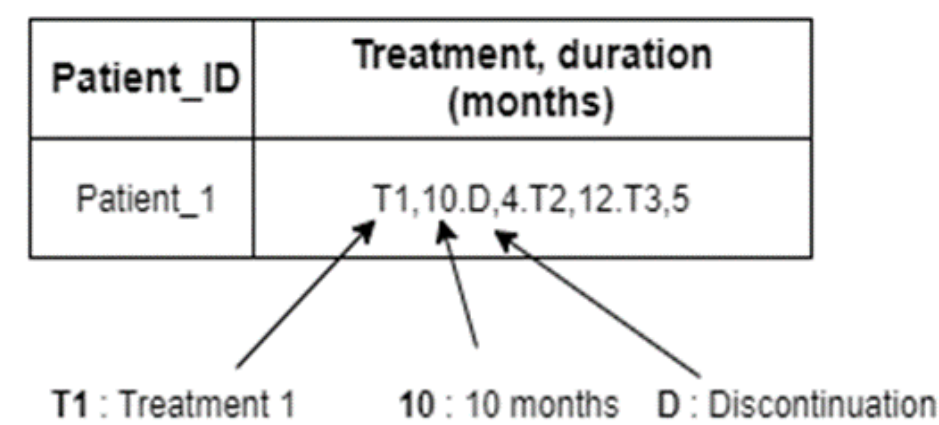 Patient_ID
Treatment, duration
(months)
Patient_1
T1,10.D,4.T2,12.T3,5
T1 : Treatment 1
10 : 10 months
D : Discontinuation